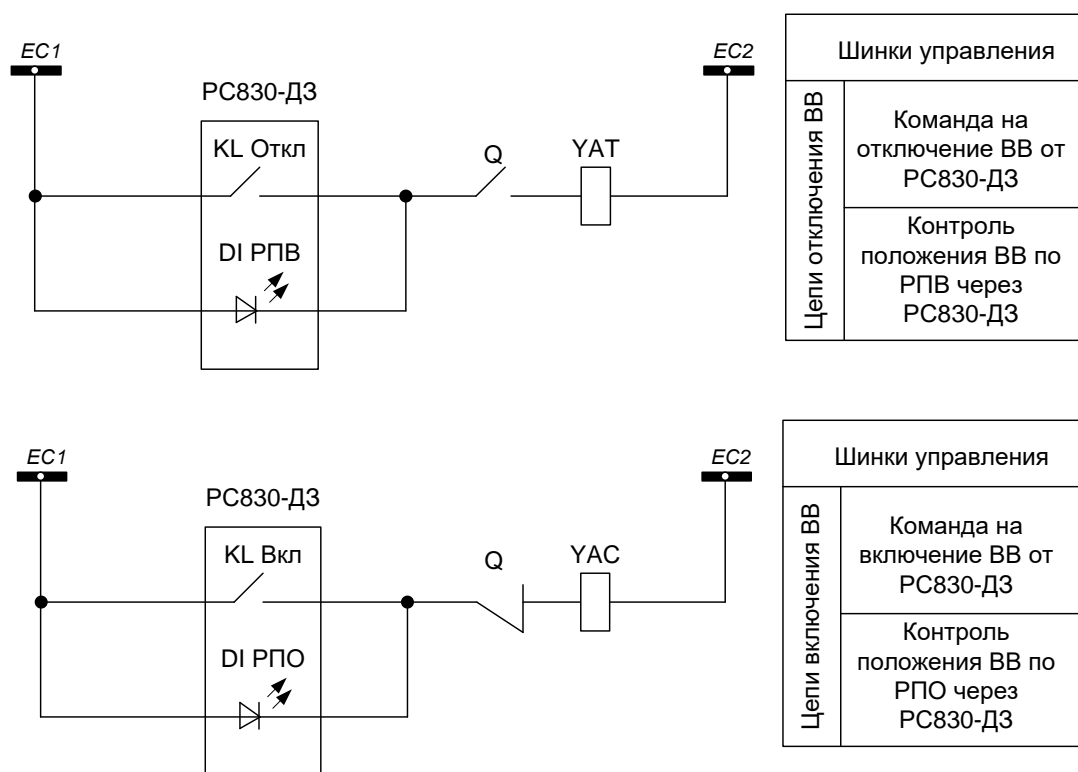 EC1
EC2
РС830-ДЗ
KL Откл
Q
YAT
DI РПВ
Шинки управления
Цепи отключения ВВ
Команда на
отключение ВВ от
РС830-ДЗ
Контроль
положения ВВ по
РПВ через
РС830-ДЗ
EC1
EC2
РС830-ДЗ
KL Вкл
Q
YAC
DI РПО
Шинки управления
Цепи включения ВВ
Команда на
включение ВВ от
РС830-ДЗ
Контроль
положения ВВ по
РПО через
РС830-ДЗ